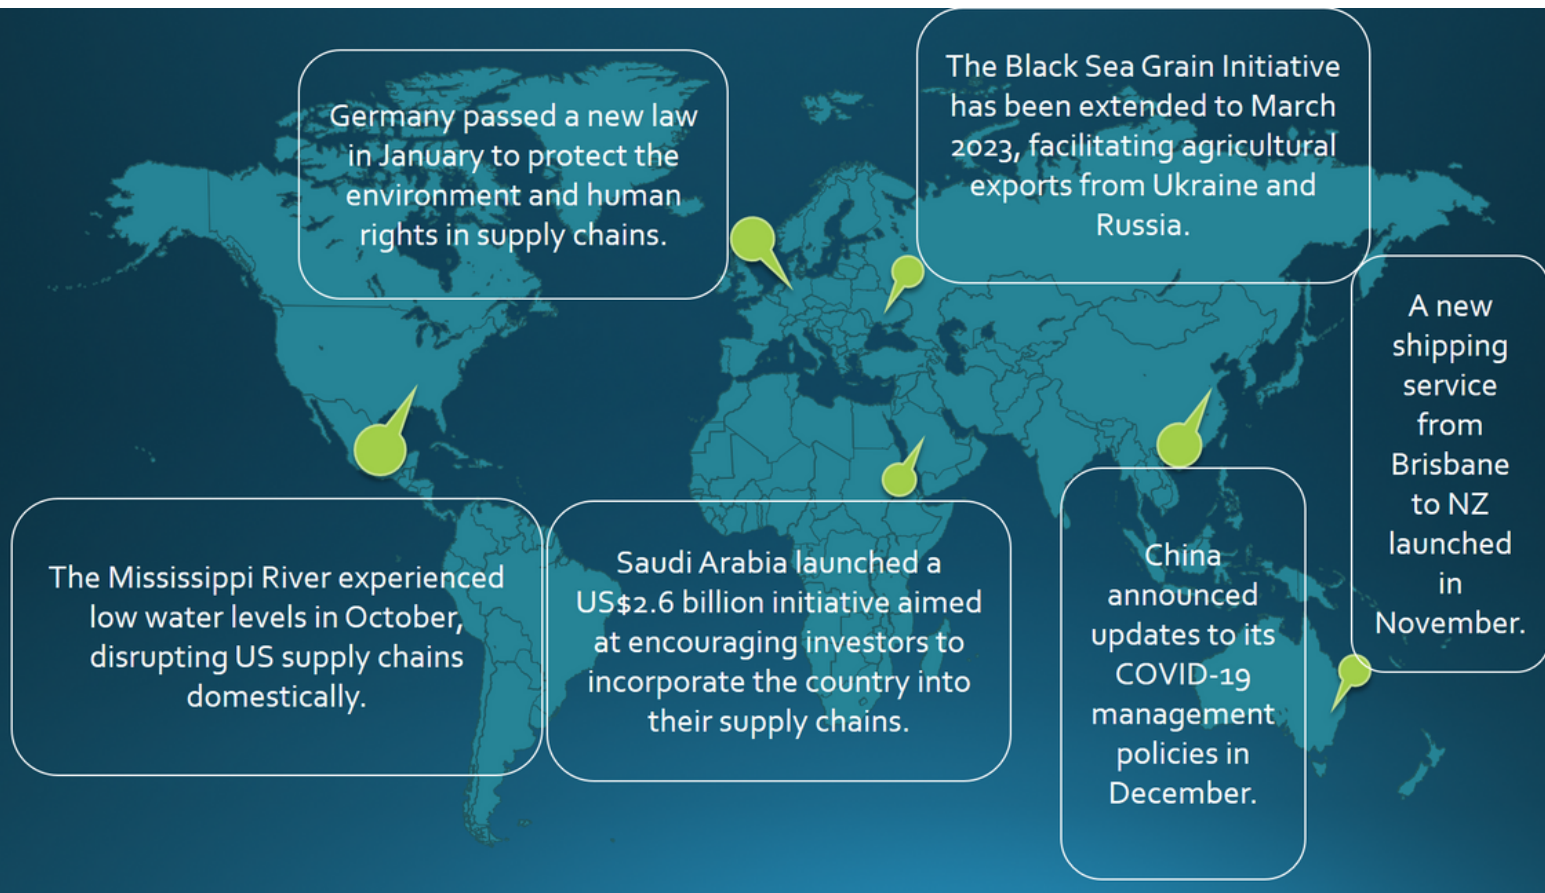 Germany passed a new law
in January to protect the
environment and human
rights in supply chains.
The Black Sea Grain Initiative
has been extended to March
2023, facilitating agricultural
exports from Ukraine and
Russia.
A new
shipping
service
from
Brisbane
to NZ
launched
in
November.
The Mississippi River experienced
low water levels in October,
disrupting US supply chains
domestically.
Saudi Arabia launched a
US$2.6 billion initiative aimed
at encouraging investors to
incorporate the country into
their supply chains.
China
announced
updates to its
COVID-19
management
policies in
December.